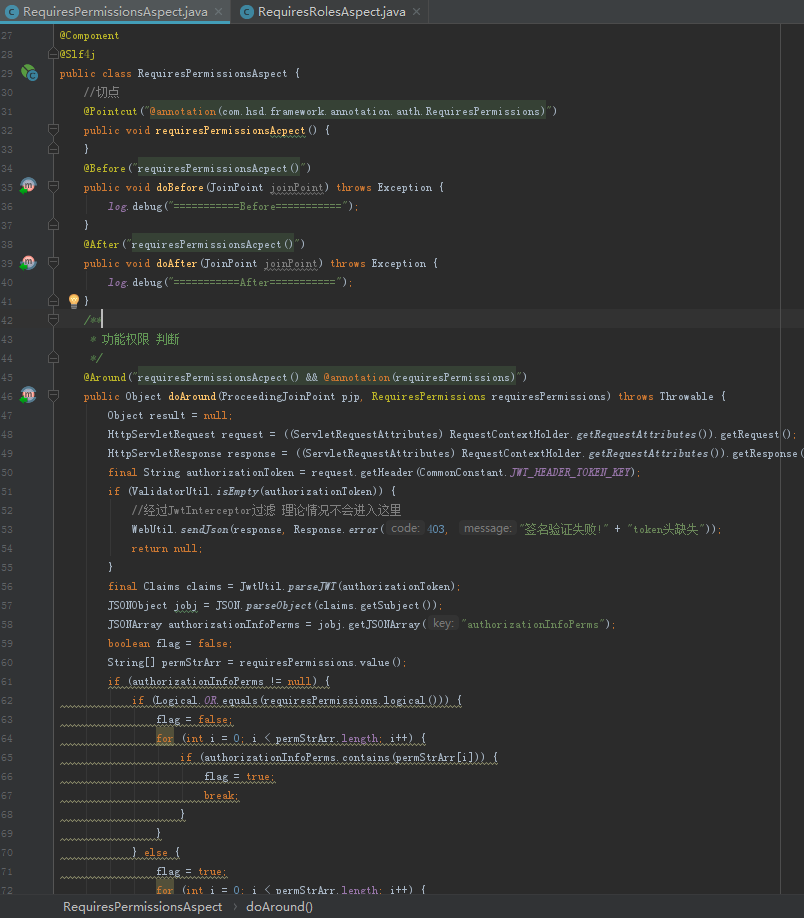 RequiresPermissionsAspect.java × RequiresRolesAspect.java ×
27 @Component
28 @Slf4j
29 public class RequiresPermissionsAspect {
30 //切点
31 @Pointcut("@annotation(com.hsd.framework.annotation.auth.RequiresPermissions)")
32 public void requiresPermissionsAcpect() {
33 }
34 @Before("requiresPermissionsAcpect()")
35 public void doBefore(JoinPoint joinPoint) throws Exception {
36 log.debug("===========Before===========");
37 }
38 @After("requiresPermissionsAcpect()")
39 public void doAfter(JoinPoint joinPoint) throws Exception {
40 log.debug("===========After===========");
41 }
42 /**
43 * 功能权限 判断
44 */
45 @Around("requiresPermissionsAcpect() && @annotation(requiresPermissions)")
46 public Object doAround(ProceedingJoinPoint pjp, RequiresPermissions requiresPermissions) throws Throwable {
47 Object result = null;
48 HttpServletRequest request = ((ServletRequestAttributes) RequestContextHolder.getRequestAttributes()).getRequest();
49 HttpServletResponse response = ((ServletRequestAttributes) RequestContextHolder.getRequestAttributes()).getResponse(
50 final String authorizationToken = request.getHeader(CommonConstant.JWT_HEADER_TOKEN_KEY);
51 if (ValidatorUtil.isEmpty(authorizationToken)) {
52 //经过JwtInterceptor过滤 理论情况不会进入这里
53 WebUtil.sendJson(response, Response.error( code: 403, message: "签名验证失败!" + "token头缺失"));
54 return null;
55 }
56 final Claims claims = JwtUtil.parseJWT(authorizationToken);
57 JSONObject jobj = JSON.parseObject(claims.getSubject());
58 JSONArray authorizationInfoPerms = jobj.getJSONArray( key: "authorizationInfoPerms");
59 boolean flag = false;
60 String[] permStrArr = requiresPermissions.value();
61 if (authorizationInfoPerms != null) {
62 if (Logical.OR.equals(requiresPermissions.logical())) {
63 flag = false;
64 for (int i = 0; i < permStrArr.length; i++) {
65 if (authorizationInfoPerms.contains(permStrArr[i])) {
66 flag = true;
67 break;
68 }
69 }
70 } else {
71 flag = true;
72 for (int i = 0; i < permStrArr.length; i++) {
RequiresPermissionsAspect › doAround()